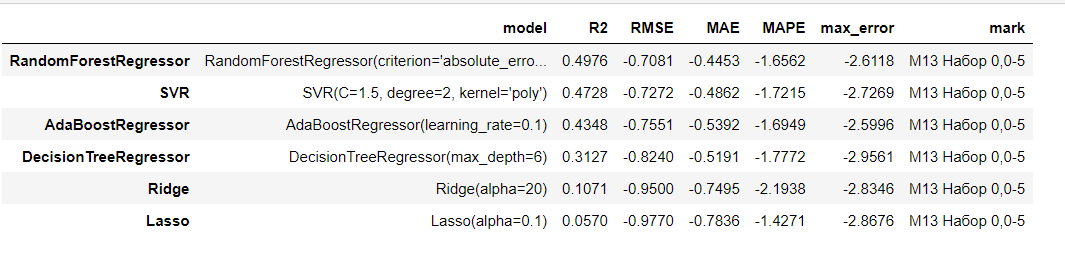 model R2 RMSE MAE MAPE max_error mark
RandomForestRegressor RandomForestRegressor(criterion='absolute_erro... 0.4976 -0.7081 -0.4453 -1.6562 -2.6118 М13 Набор 0,0-5
SVR SVR(C=1.5, degree=2, kernel='poly') 0.4728 -0.7272 -0.4862 -1.7215 -2.7269 М13 Набор 0,0-5
AdaBoostRegressor AdaBoostRegressor(learning_rate=0.1) 0.4348 -0.7551 -0.5392 -1.6949 -2.5996 М13 Набор 0,0-5
DecisionTreeRegressor DecisionTreeRegressor(max_depth=6) 0.3127 -0.8240 -0.5191 -1.7772 -2.9561 М13 Набор 0,0-5
Ridge Ridge(alpha=20) 0.1071 -0.9500 -0.7495 -2.1938 -2.8346 М13 Набор 0,0-5
Lasso Lasso(alpha=0.1) 0.0570 -0.9770 -0.7836 -1.4271 -2.8676 М13 Набор 0,0-5